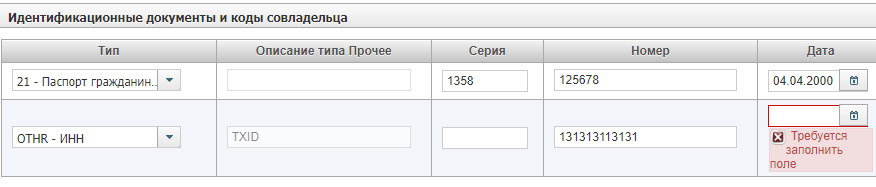 Идентификационные документы и коды совладельца
Тип Описание типа Прочее Серия Номер Дата
21 - Паспорт гражданин.. 1358 125678 04.04.2000
OTHR - ИНН TXID 131313113131
Требуется
заполнить
поле